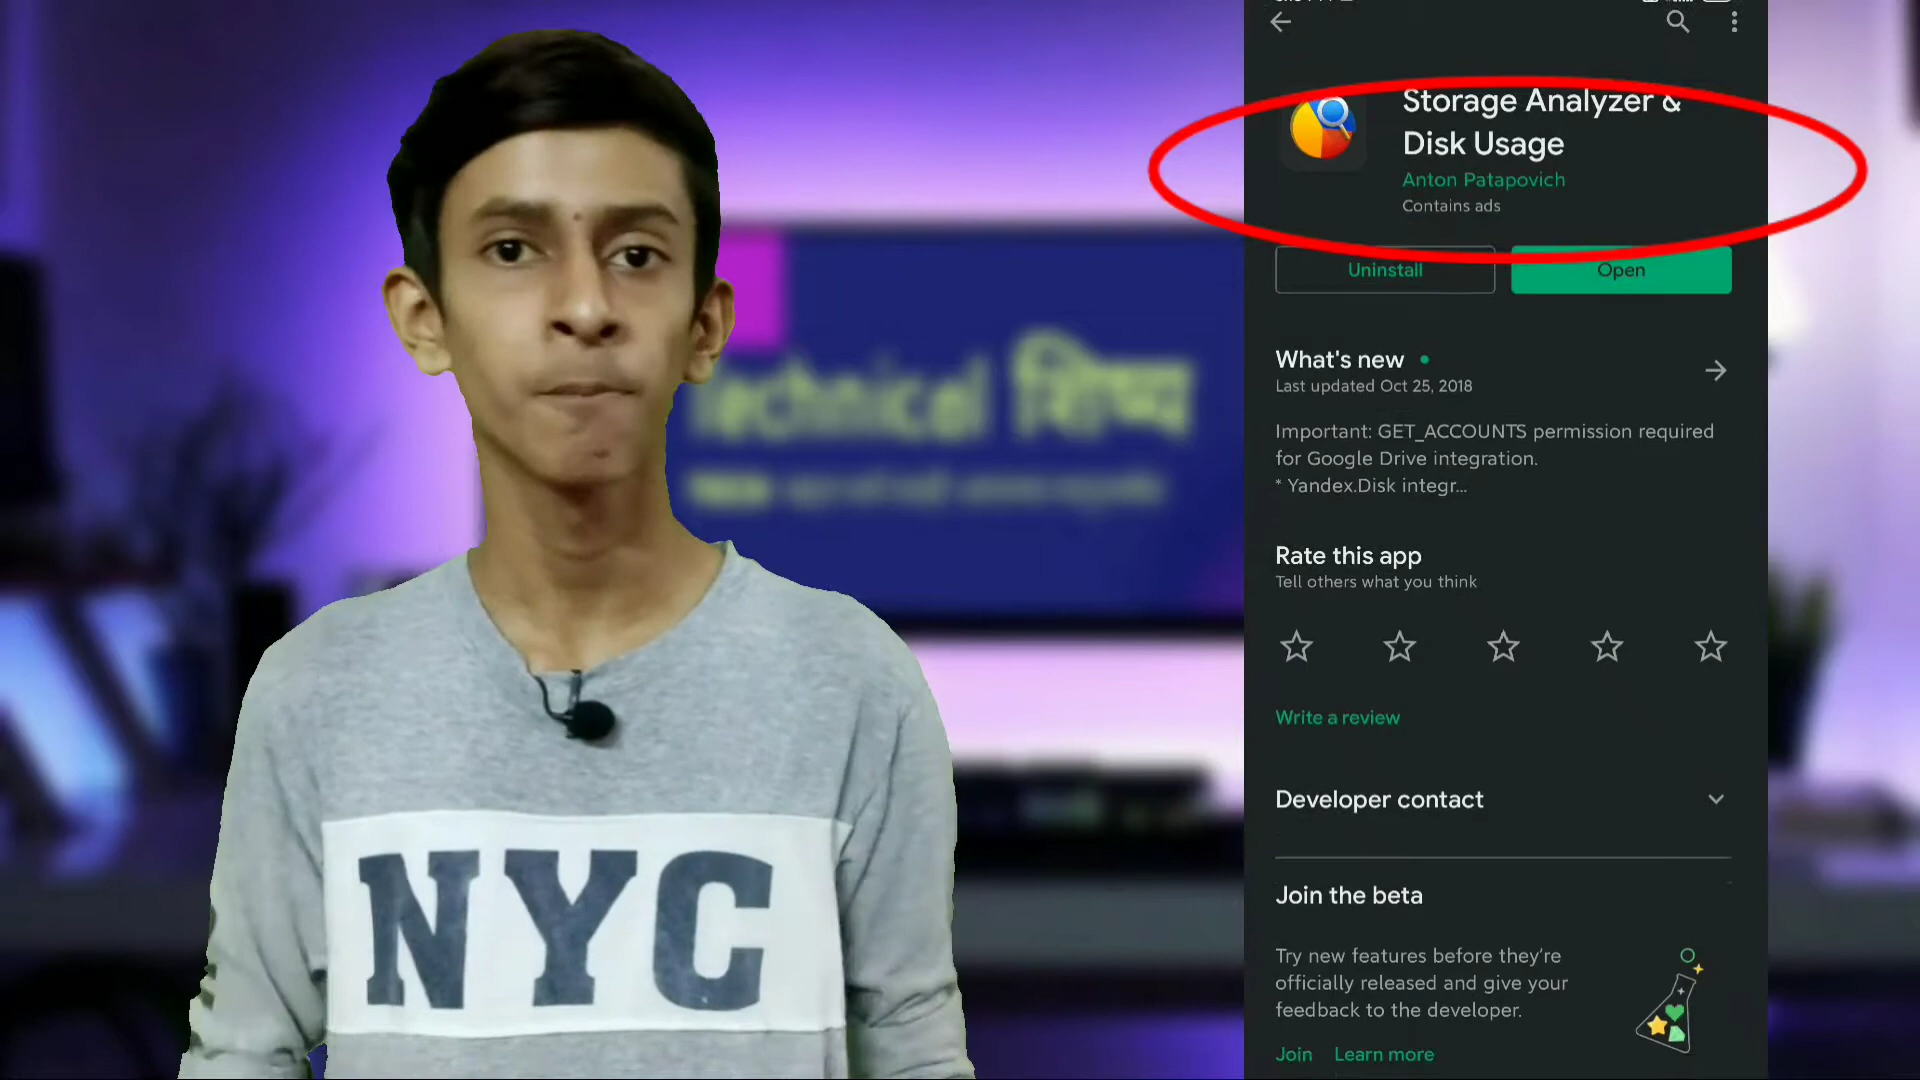 Technical शिष्य
NYC
Storage Analyzer &
Disk Usage
Anton Patapovich
Contains ads
Uninstall
Open
What's new
Last updated Oct 25, 2018
Important: GET_ACCOUNTS permission required
for Google Drive integration.
* Yandex.Disk integr...
Rate this app
Tell others what you think
Write a review
Developer contact
Join the beta
Try new features before they're
officially released and give your
feedback to the developer.
Join Learn more